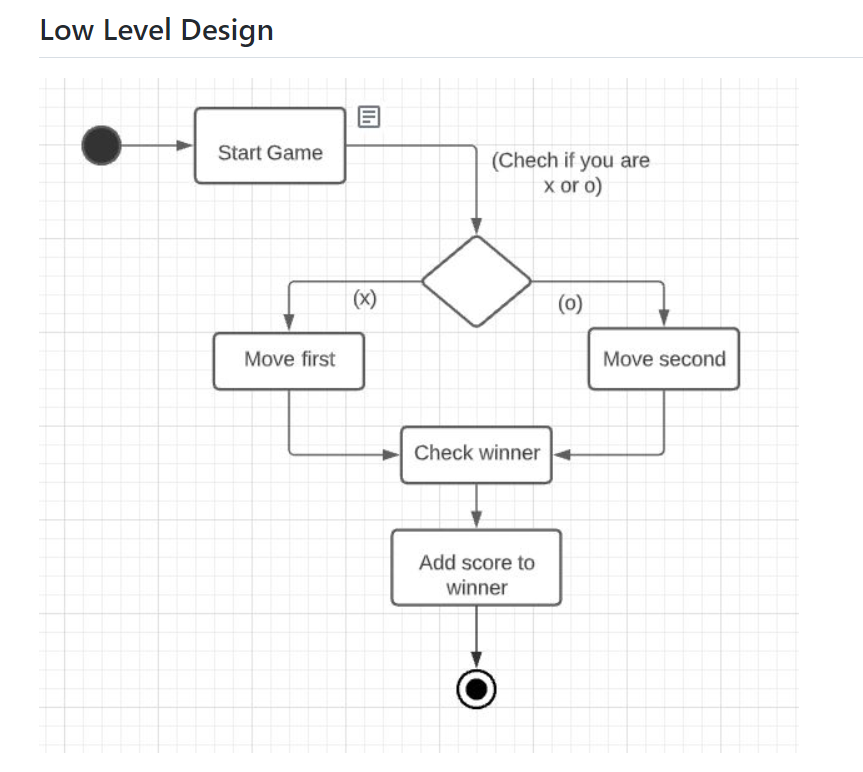 Low Level Design
Start Game
(Chech if you are
x or o)
(x)
(o)
Move first
Move second
Check winner
Add score to
winner